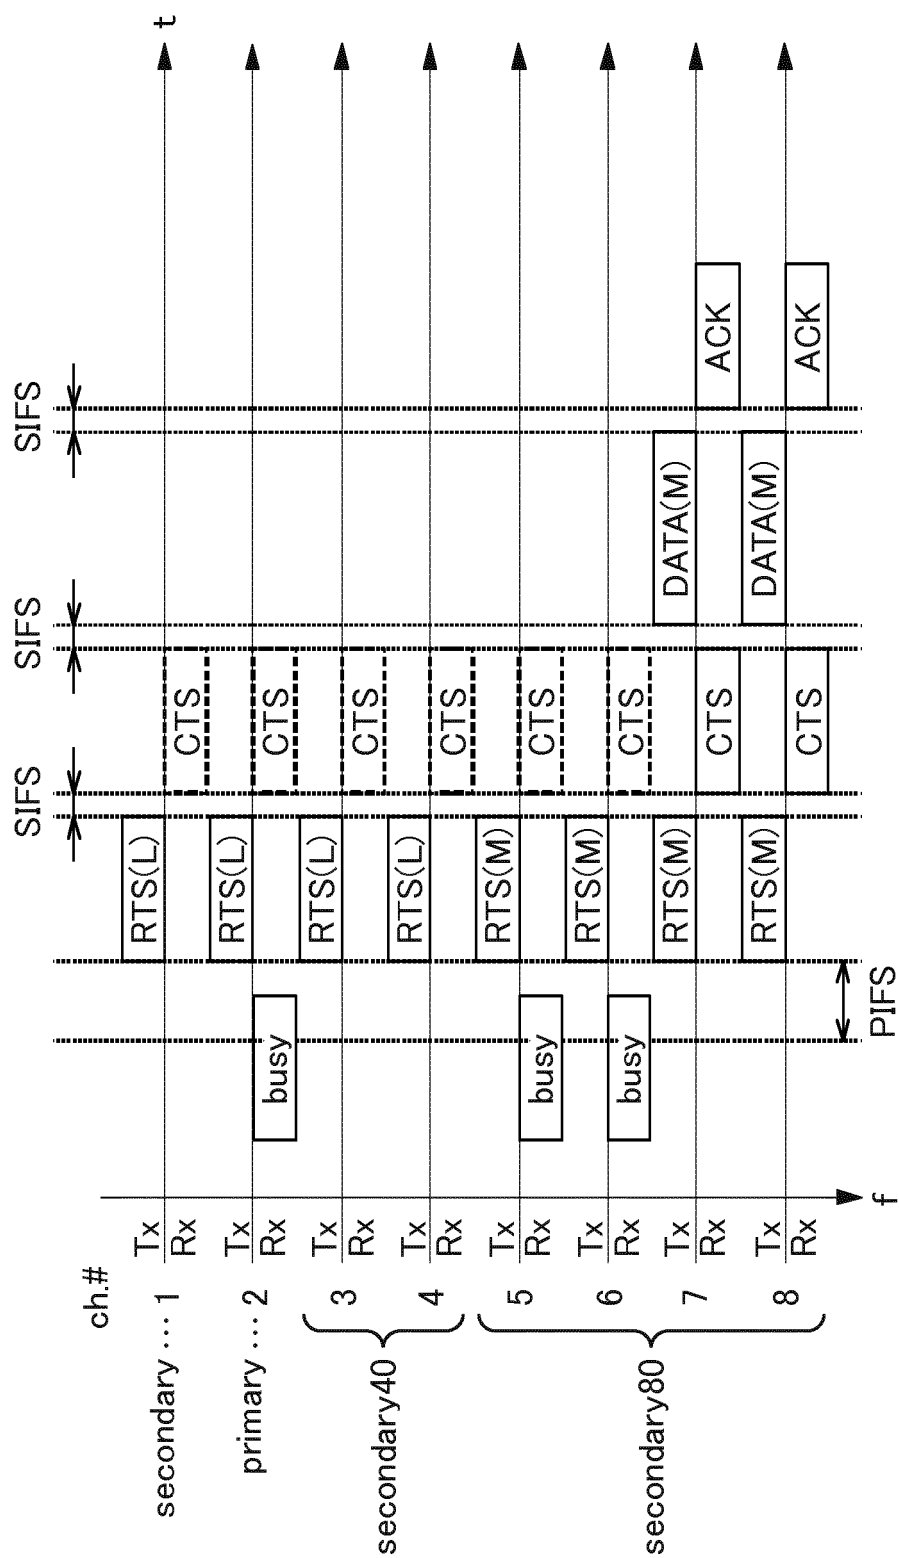 SIFS
SIFS
SIFS
t
ch.#
secondary ··· 1
Tx
Rx
RTS(L)
CTS
primary ··· 2
Tx
Rx
busy
RTS(L)
CTS
secondary40
3
Tx
Rx
RTS(L)
CTS
4
Tx
Rx
RTS(L)
CTS
secondary80
5
Tx
Rx
busy
RTS(M)
CTS
6
Tx
Rx
busy
RTS(M)
CTS
7
Tx
Rx
RTS(M)
CTS
DATA(M)
ACK
8
Tx
Rx
RTS(M)
CTS
DATA(M)
ACK
f
PIFS